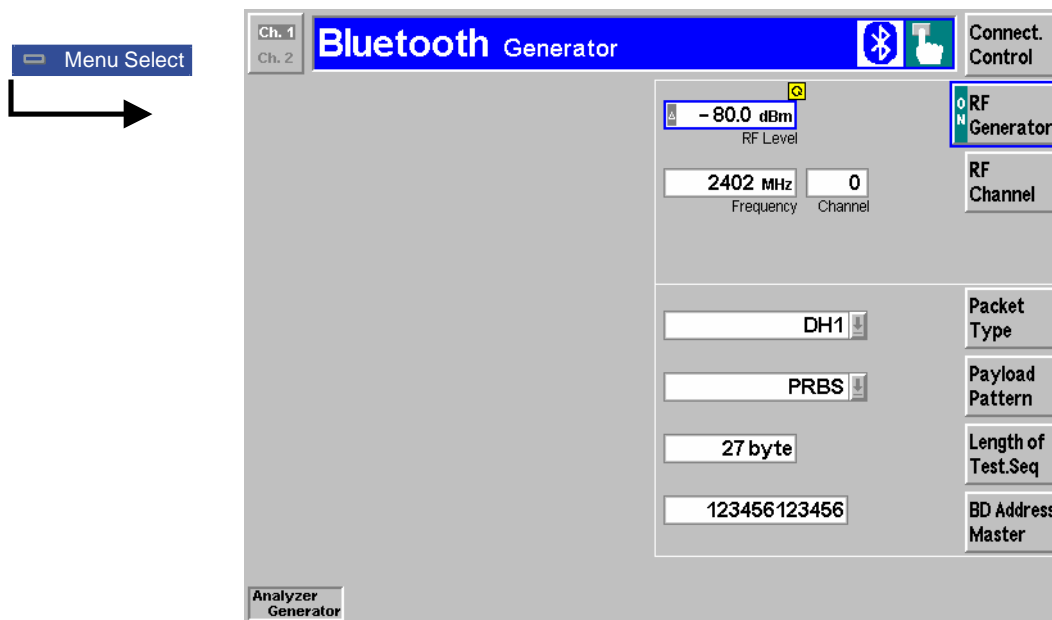 Menu Select
Ch. 1
Ch. 2
Bluetooth Generator
Connect.
Control
– 80.0 dBm
RF Level
ON
RF
Generator
2402 MHz
0
Frequency
Channel
RF
Channel
DH1
Packet
Type
PRBS
Payload
Pattern
27 byte
Length of
Test.Seq
123456123456
BD Address
Master
Analyzer
Generator